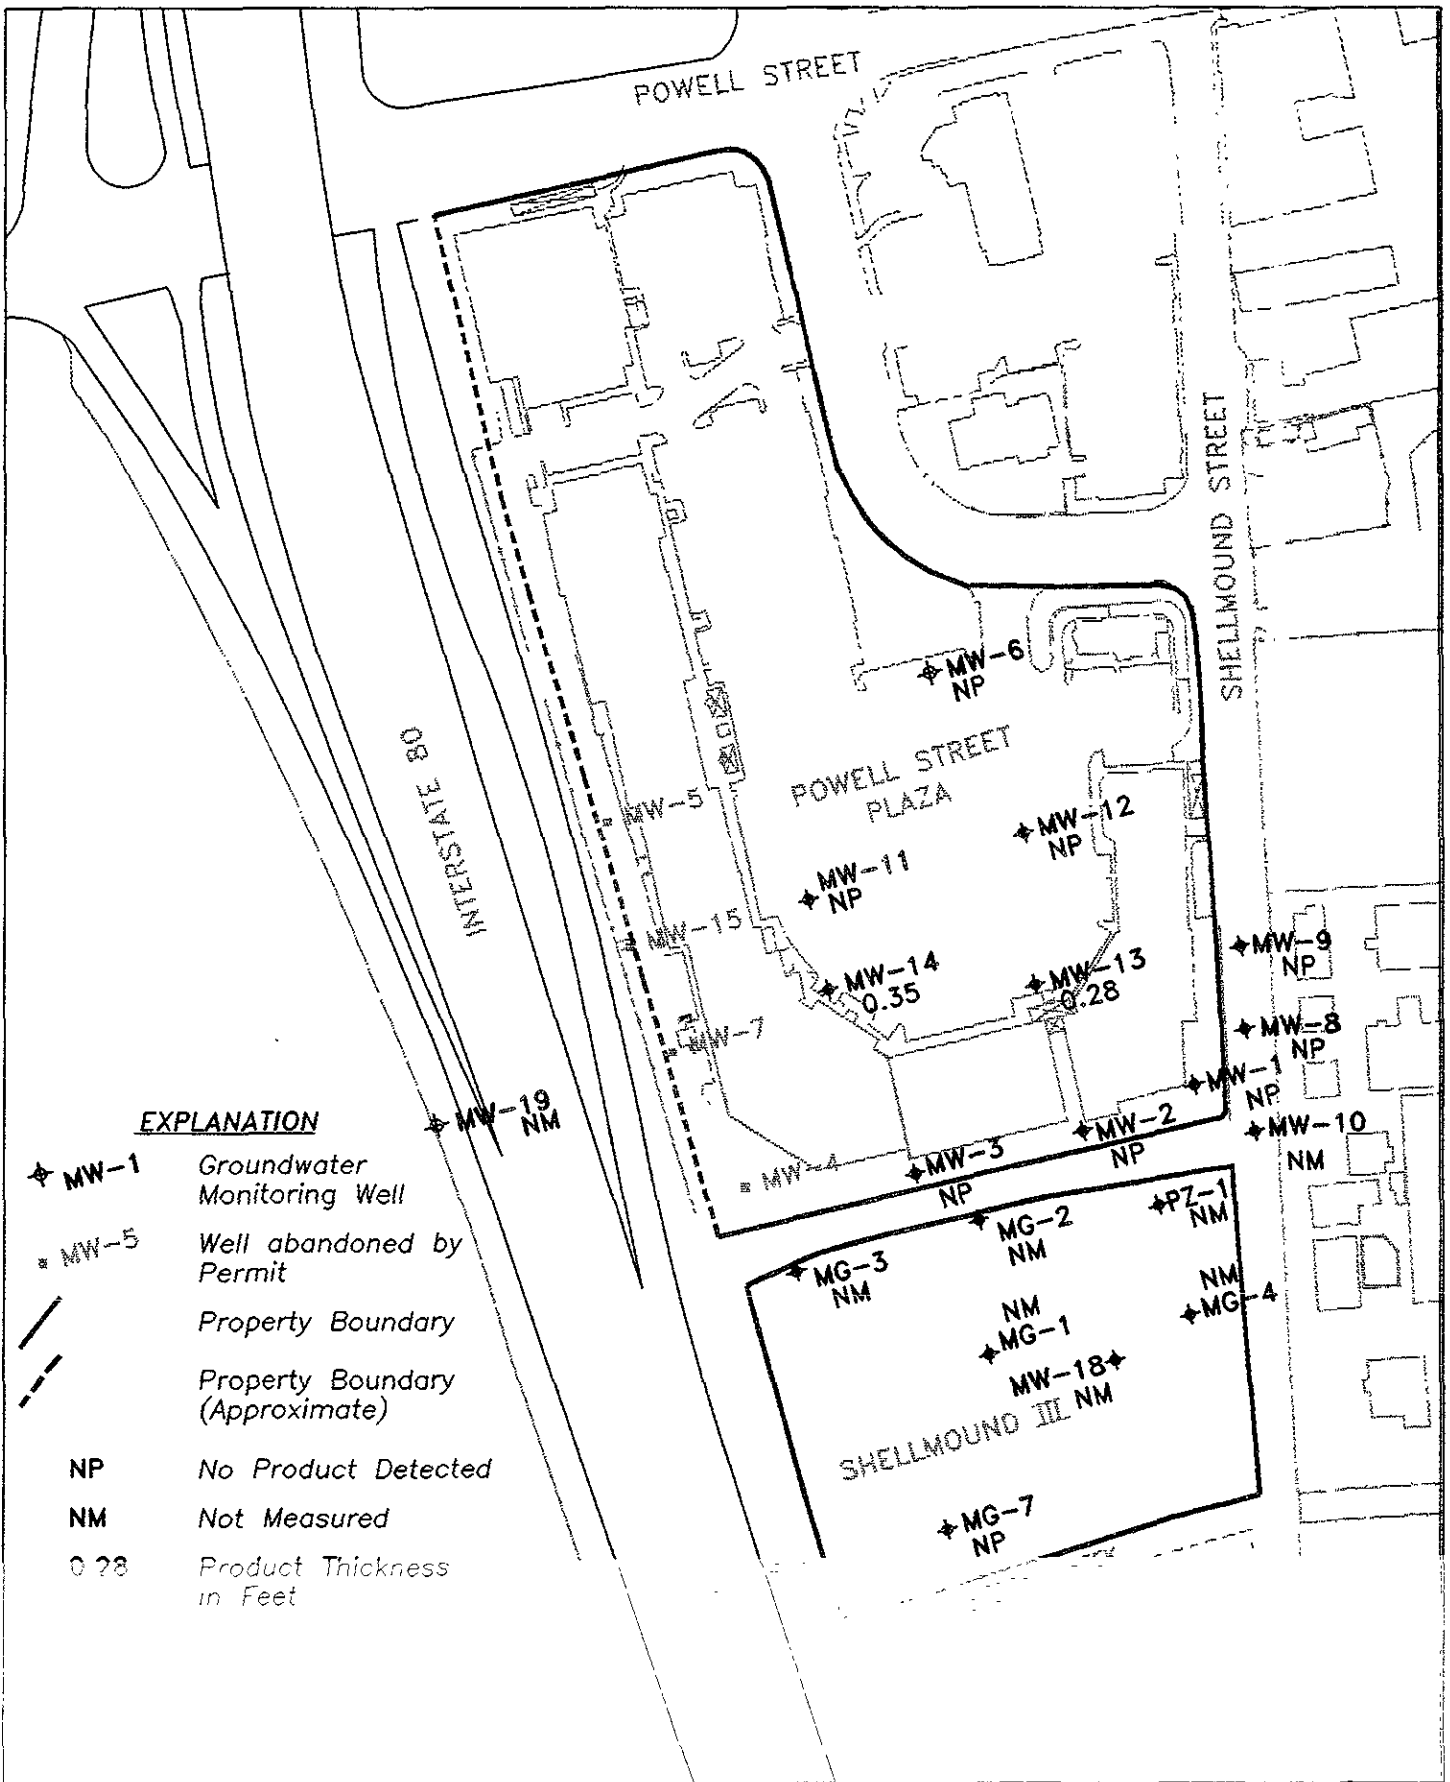 POWELL STREET
SHELLMOUND STREET
MW-6
NP
POWELL STREET
PLAZA
INTERSTATE 80
MW-5
MW-12
NP
MW-11
NP
MW-15
MW-9
NP
MW-14
0.35
MW-13
0.28
MW-7
MW-8
NP
MW-1
NP
MW-19
NM
MW-2
NP
MW-10
NM
MW-3
NP
MW-4
PZ-1
NM
MG-2
NM
MG-3
NM
NM
MG-4
NM
MG-1
MW-18
NM
SHELLMOUND III
MG-7
NP
EXPLANATION
MW-1 Groundwater
Monitoring Well
MW-5 Well abandoned by
Permit
Property Boundary
Property Boundary
(Approximate)
NP No Product Detected
NM Not Measured
0.28 Product Thickness
in Feet